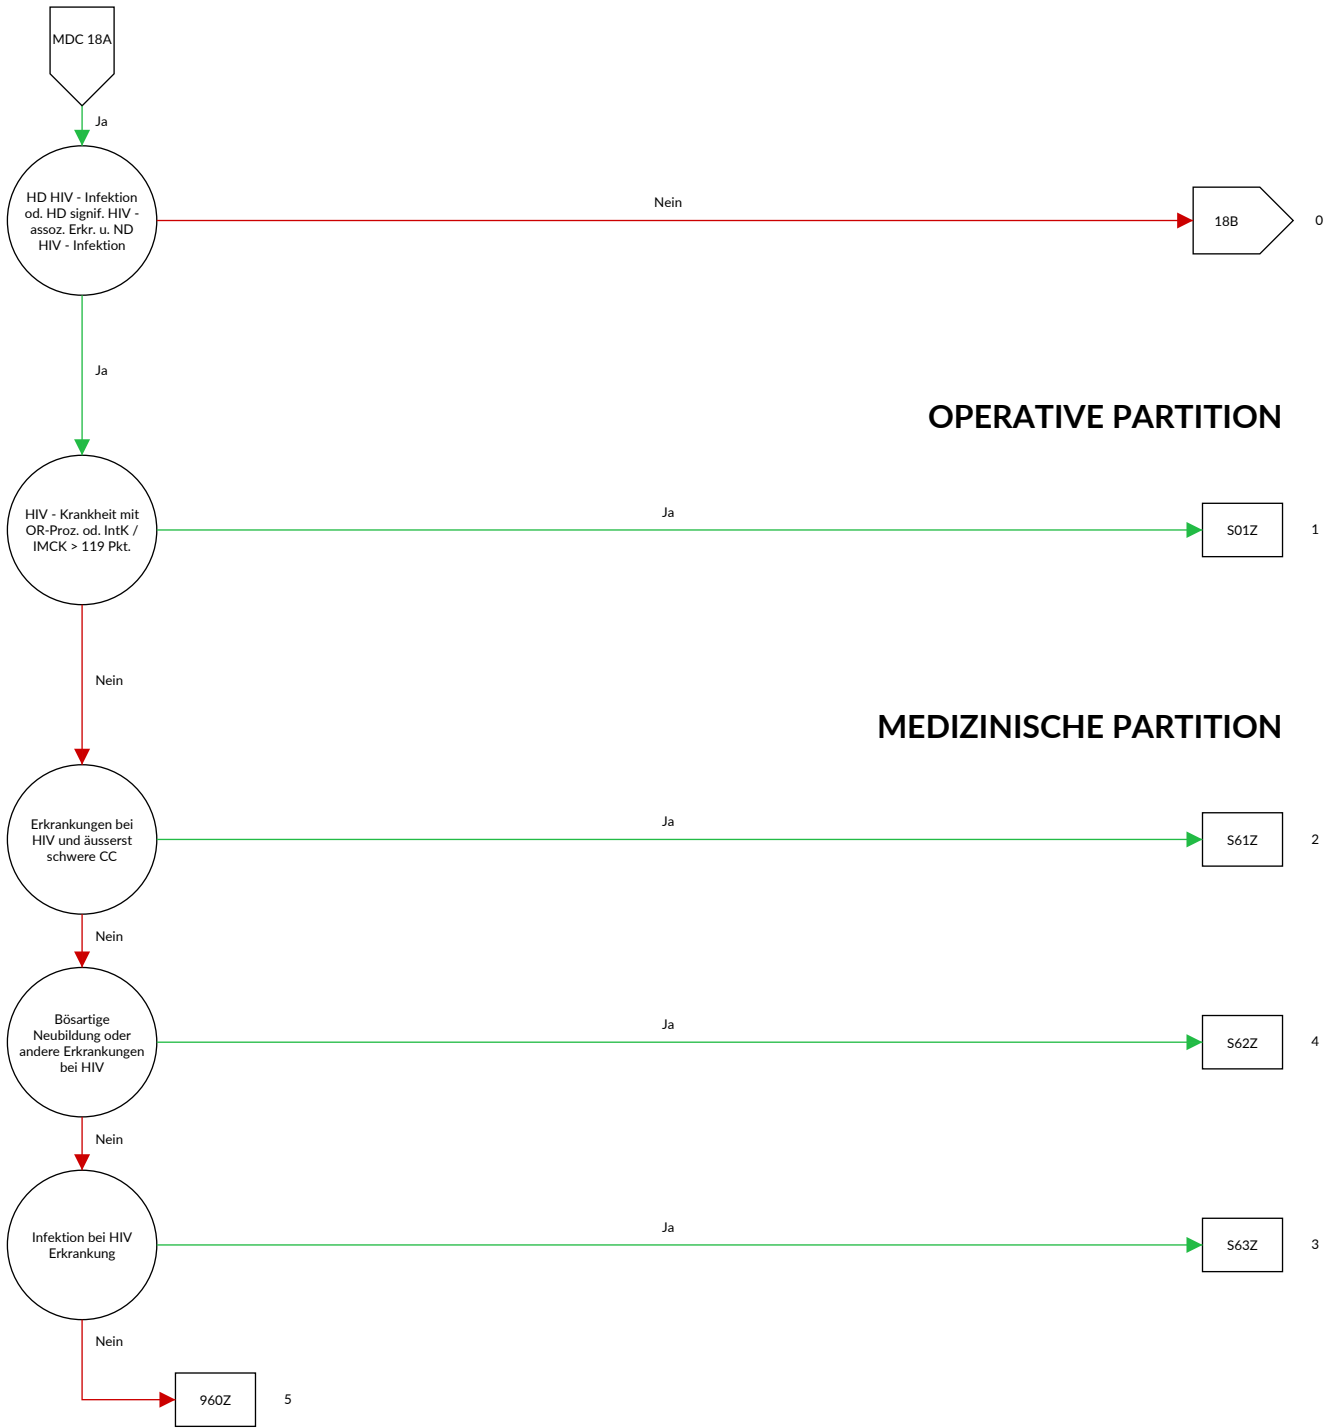 MDC 18A
Ja
HD HIV - Infektion
od. HD signif. HIV -
assoz. Erkr. u. ND
HIV - Infektion
Nein
18B
0
Ja
OPERATIVE PARTITION
HIV - Krankheit mit
OR-Proz. od. IntK /
IMCK > 119 Pkt.
Ja
S01Z
1
Nein
MEDIZINISCHE PARTITION
Erkrankungen bei
HIV und äusserst
schwere CC
Ja
S61Z
2
Nein
Bösartige
Neubildung oder
andere Erkrankungen
bei HIV
Ja
S62Z
4
Nein
Infektion bei HIV
Erkrankung
Ja
S63Z
3
Nein
960Z
5